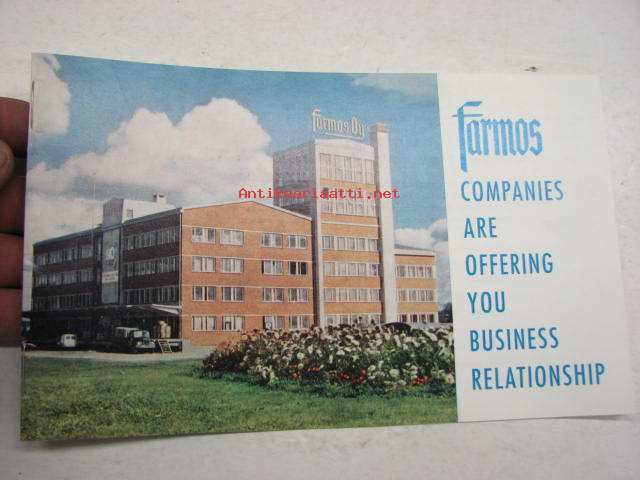 Farmos Oy
Antikvariaatti.net
Farmos
COMPANIES
ARE
OFFERING
YOU
BUSINESS
RELATIONSHIP